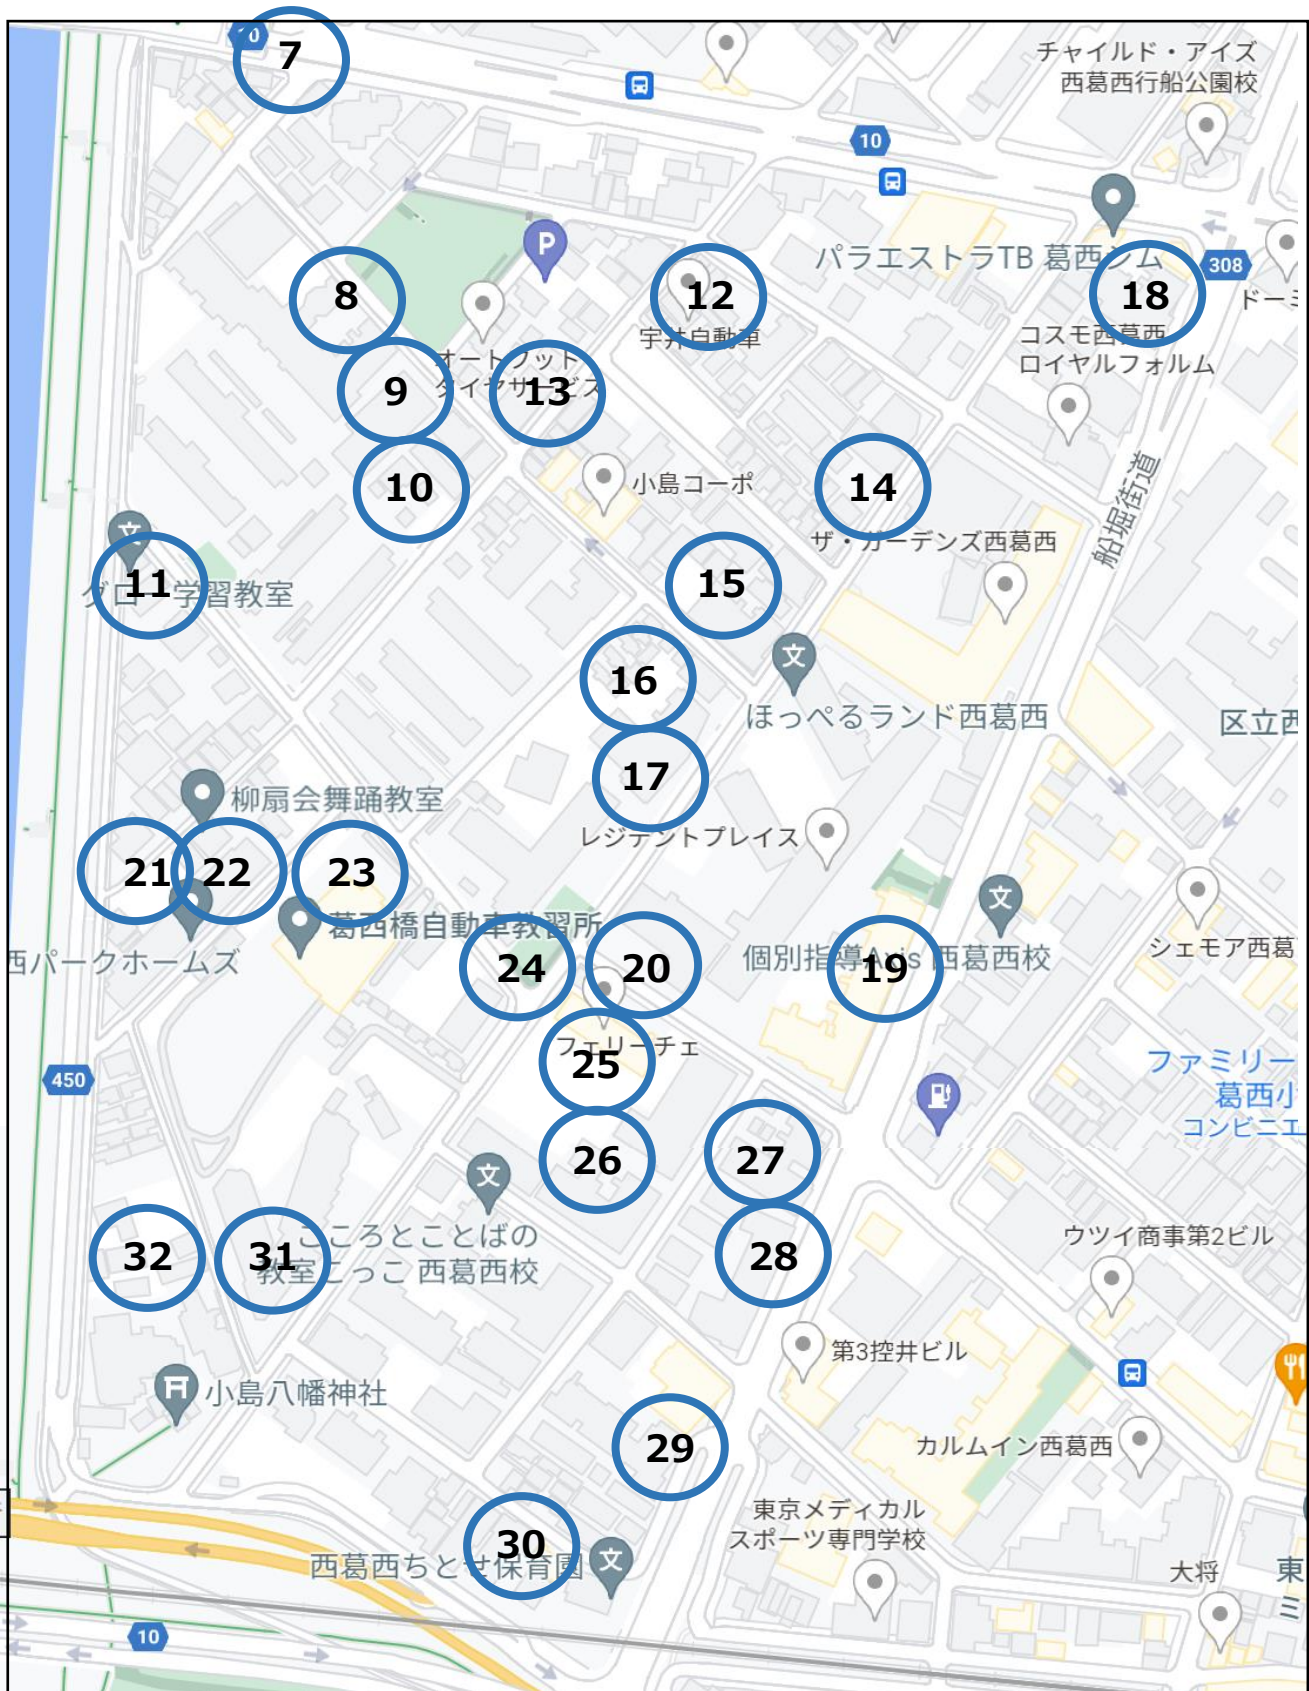 7
チャイルド・アイズ
西葛西行船公園校
10
パラエストラTB 葛西ジム
308
8
12
18
宇井自動車
コスモ西葛西
ロイヤルフォルム
9
13
10
小島コーポ
14
船堀街道
ザ・ガーデンズ西葛西
11
学習教室
15
16
ほっぺるランド西葛西
区立西
17
柳扇会舞踊教室
レジデントプレイス
21
22
23
葛西橋自動車教習所
西パークホームズ
24
20
個別指導Axis 西葛西校
19
シェモア西葛
フェリーチェ
25
ファミリー
葛西小
コンビニエ
450
26
27
こころとことばの
教室こっこ 西葛西校
32
31
28
ウツイ商事第2ビル
第3控井ビル
小島八幡神社
29
カルムイン西葛西
東京メディカル
スポーツ専門学校
30
西葛西ちとせ保育園
大将
東
ミ
10